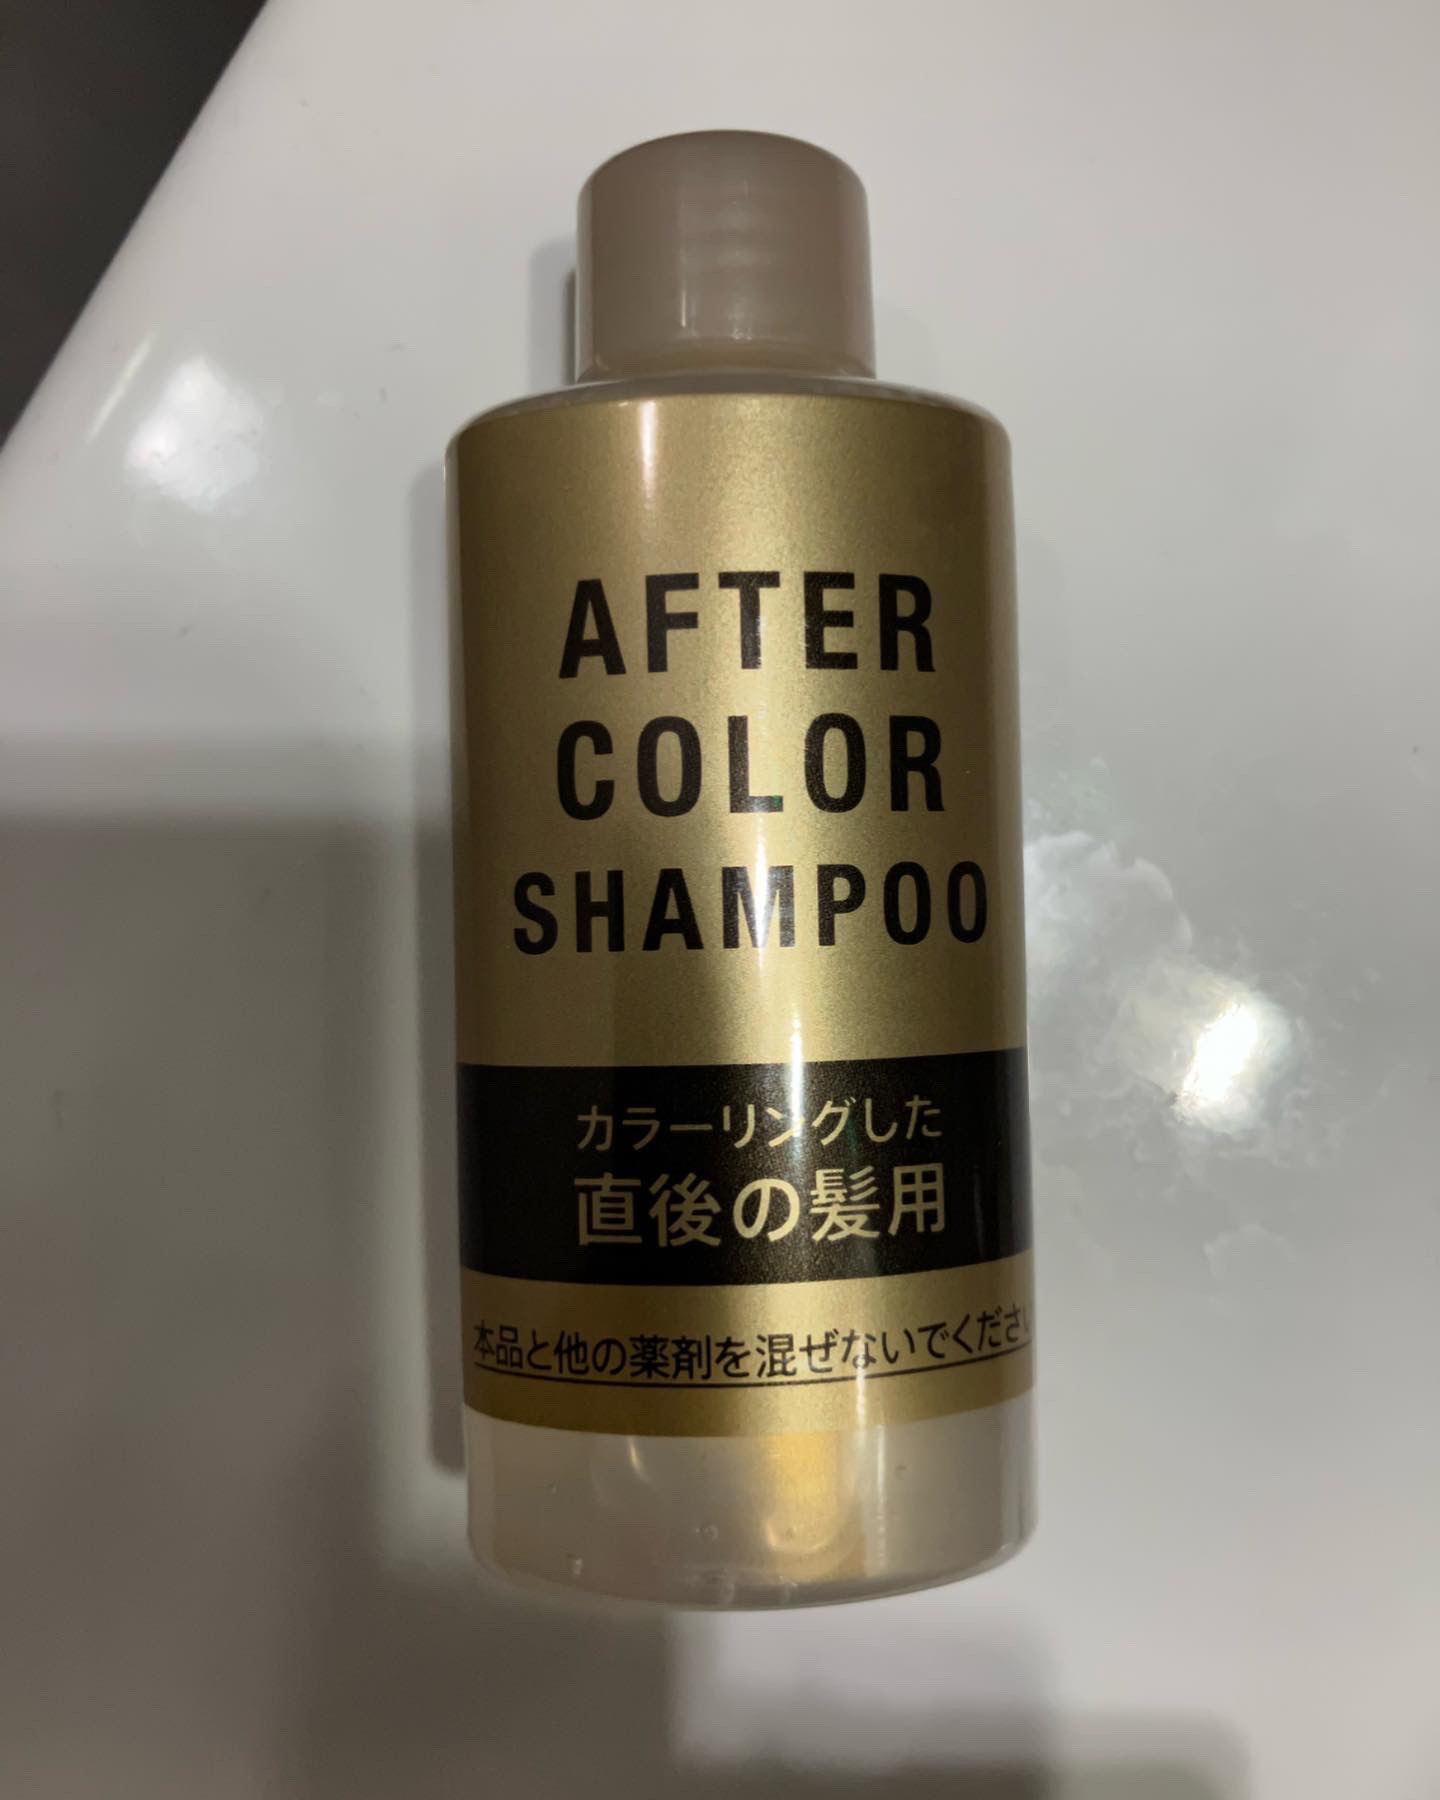 AFTER
COLOR
SHAMPOO
カラーリングした
直後の髪用
本品と他の薬剤を混ぜないでください